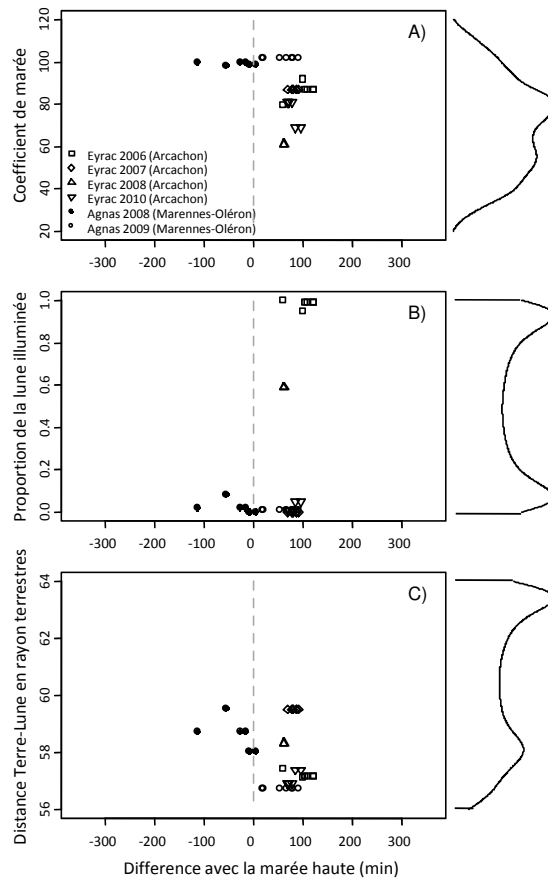 A)
Coefficient de marée
120
100
80
60
40
20
Eyrac 2006 (Arcachon)
Eyrac 2007 (Arcachon)
Eyrac 2008 (Arcachon)
Eyrac 2010 (Arcachon)
Agnas 2008 (Marennes-Oléron)
Agnas 2009 (Marennes-Oléron)
-300 -200 -100 0 100 200 300
B)
Proportion de la lune illuminée
1.0
0.8
0.6
0.4
0.2
0.0
-300 -200 -100 0 100 200 300
C)
Distance Terre-Lune en rayon terrestres
64
62
60
58
56
-300 -200 -100 0 100 200 300
Difference avec la marée haute (min)